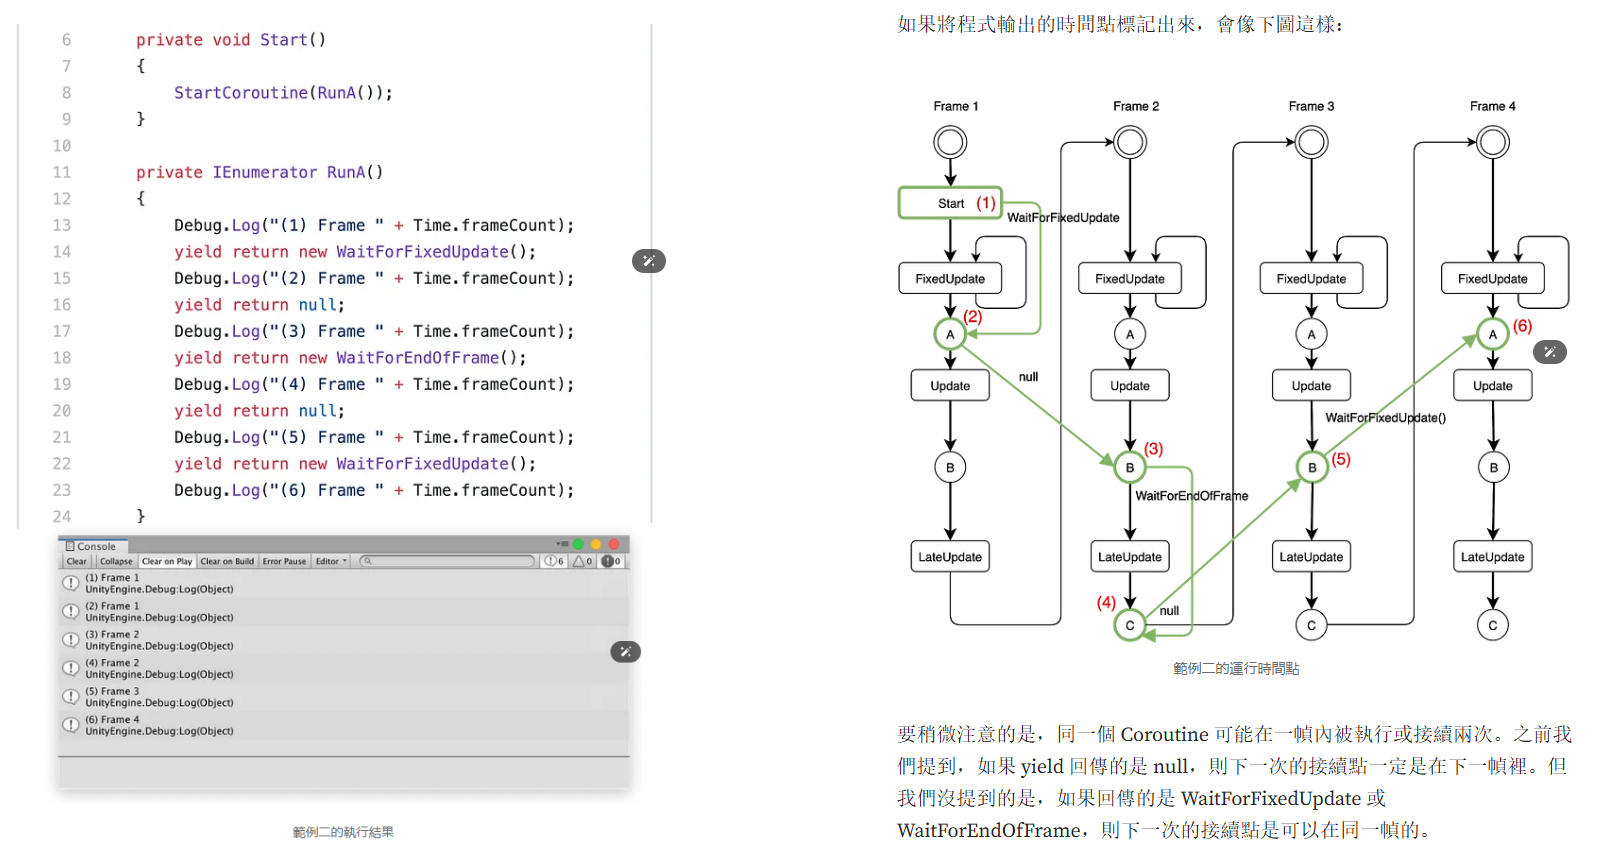 6 private void Start()
7 {
8 StartCoroutine(RunA());
9 }
10
11 private IEnumerator RunA()
12 {
13 Debug.Log("(1) Frame " + Time.frameCount);
14 yield return new WaitForFixedUpdate();
15 Debug.Log("(2) Frame " + Time.frameCount);
16 yield return null;
17 Debug.Log("(3) Frame " + Time.frameCount);
18 yield return new WaitForEndOfFrame();
19 Debug.Log("(4) Frame " + Time.frameCount);
20 yield return null;
21 Debug.Log("(5) Frame " + Time.frameCount);
22 yield return new WaitForFixedUpdate();
23 Debug.Log("(6) Frame " + Time.frameCount);
24 }
Console
Clear Collapse Clear on Play Clear on Build Error Pause Editor 6 0 0
(1) Frame 1
UnityEngine.Debug:Log(Object)
(2) Frame 1
UnityEngine.Debug:Log(Object)
(3) Frame 2
UnityEngine.Debug:Log(Object)
(4) Frame 2
UnityEngine.Debug:Log(Object)
(5) Frame 3
UnityEngine.Debug:Log(Object)
(6) Frame 4
UnityEngine.Debug:Log(Object)
範例二的執行結果
如果將程式輸出的時間點標記出來，會像下圖這樣：
Frame 1 Frame 2 Frame 3 Frame 4
Start (1)
WaitForFixedUpdate
FixedUpdate FixedUpdate FixedUpdate FixedUpdate
(2) (6)
A A A A
null
Update Update Update Update
WaitForFixedUpdate()
(3) (5)
B B B B
WaitForEndOfFrame
LateUpdate LateUpdate LateUpdate LateUpdate
(4) null
C C C
範例二的運行時間點
要稍微注意的是，同一個 Coroutine 可能在一幀內被執行或接續兩次。之前我
們提到，如果 yield 回傳的是 null，則下一次的接續點一定是在下一幀裡。但
我們沒提到的是，如果回傳的是 WaitForFixedUpdate 或
WaitForEndOfFrame，則下一次的接續點是可以在同一幀的。